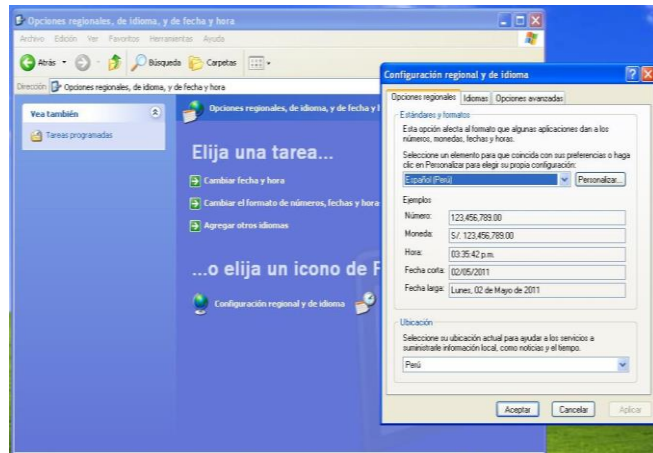 Opciones regionales, de idioma, y de fecha y hora
Archivo Edición Ver Favoritos Herramientas Ayuda
Atrás Búsqueda Carpetas
Dirección Opciones regionales, de idioma, y de fecha y hora
Vea también
Tareas programadas
Opciones regionales, de idioma, y de fecha y h
Elija una tarea...
Cambiar fecha y hora
Cambiar el formato de números, fechas y hora
Agregar otros idiomas
...o elija un icono de P
Configuración regional y de idioma
Configuración regional y de idioma
Opciones regionales Idiomas Opciones avanzadas
Estándares y formatos
Esta opción afecta al formato que algunas aplicaciones dan a los
números, monedas, fechas y horas.
Seleccione un elemento para que coincida con sus preferencias o haga
clic en Personalizar para elegir su propia configuración:
Español (Perú) Personalizar...
Ejemplos
Número: 123,456,789.00
Moneda: S/. 123,456,789.00
Hora: 03:35:42 p.m.
Fecha corta: 02/05/2011
Fecha larga: Lunes, 02 de Mayo de 2011
Ubicación
Seleccione su ubicación actual para ayudar a los servicios a
suministrarle información local, como noticias y el tiempo.
Perú
Aceptar Cancelar Aplicar